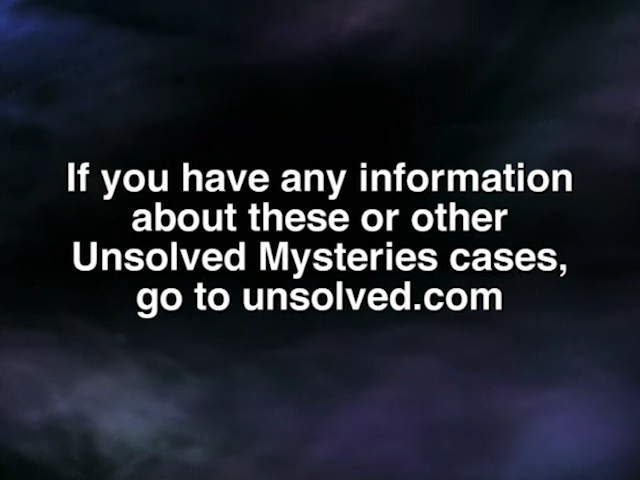 If you have any information
about these or other
Unsolved Mysteries cases,
go to unsolved.com